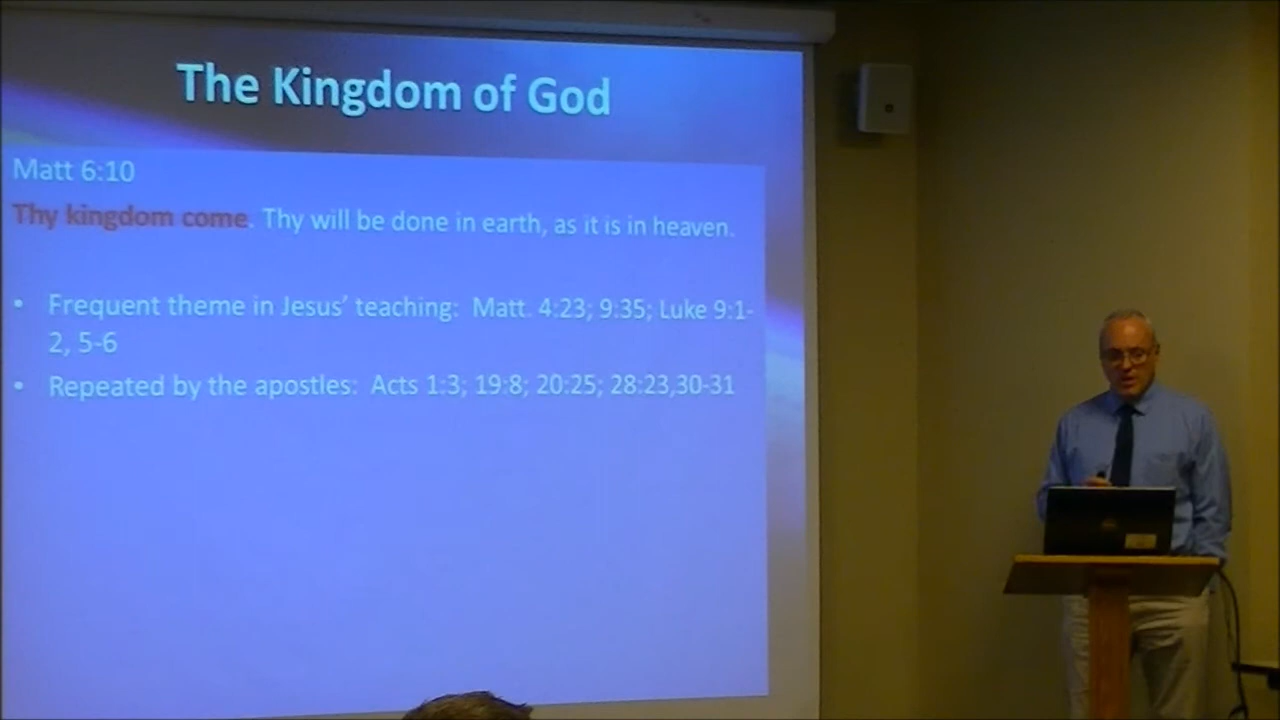 The Kingdom of God
Matt 6:10
Thy kingdom come. Thy will be done in earth, as it is in heaven.
• Frequent theme in Jesus’ teaching: Matt. 4:23; 9:35; Luke 9:1-
2, 5-6
• Repeated by the apostles: Acts 1:3; 19:8; 20:25; 28:23,30-31